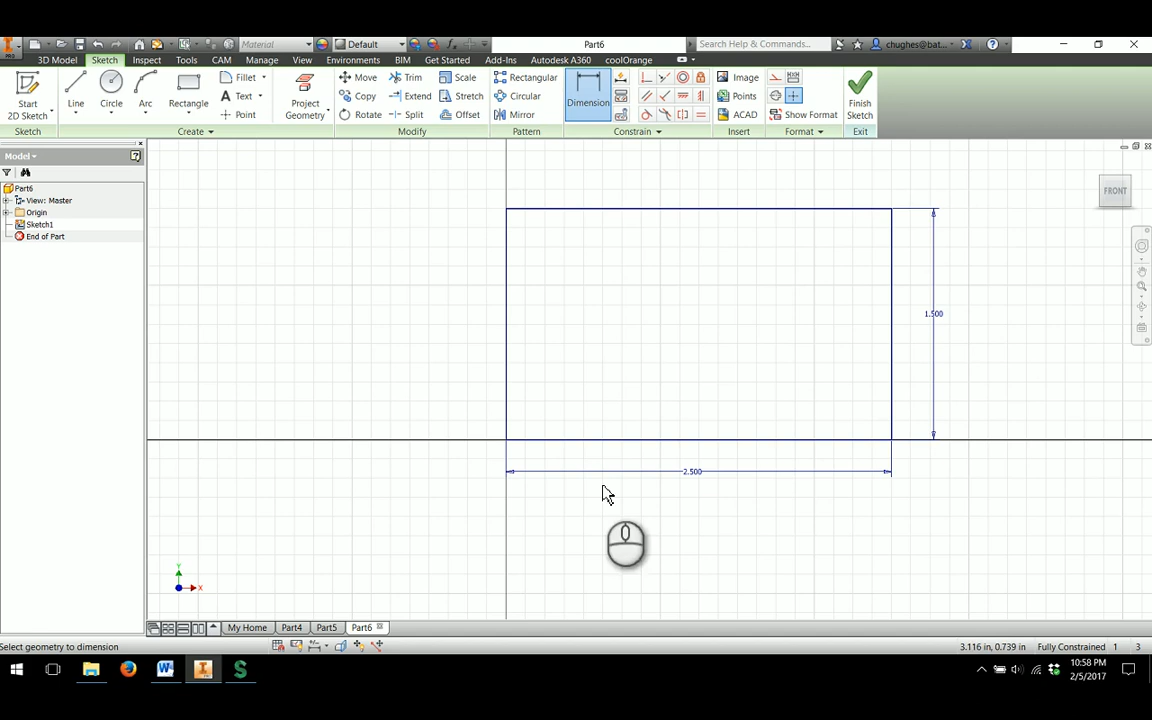 PRO
Material
Default
Part6
Search Help & Commands...
chughes@bat...
3D Model Sketch Inspect Tools CAM Manage View Environments BIM Get Started Add-Ins Autodesk A360 coolOrange
Start
2D Sketch
Line
Circle
Arc
Rectangle
Fillet
Text
Point
Project
Geometry
Move
Copy
Rotate
Trim
Extend
Split
Scale
Stretch
Offset
Rectangular
Circular
Mirror
Dimension
Image
Points
ACAD
Show Format
Finish
Sketch
Sketch Create Modify Pattern Constrain Insert Format Exit
Model
Part6
View: Master
Origin
Sketch1
End of Part
FRONT
1.500
2.500
Y
X
My Home Part4 Part5 Part6
Select geometry to dimension
3.116 in, 0.739 in Fully Constrained 1 3
10:58 PM
2/5/2017